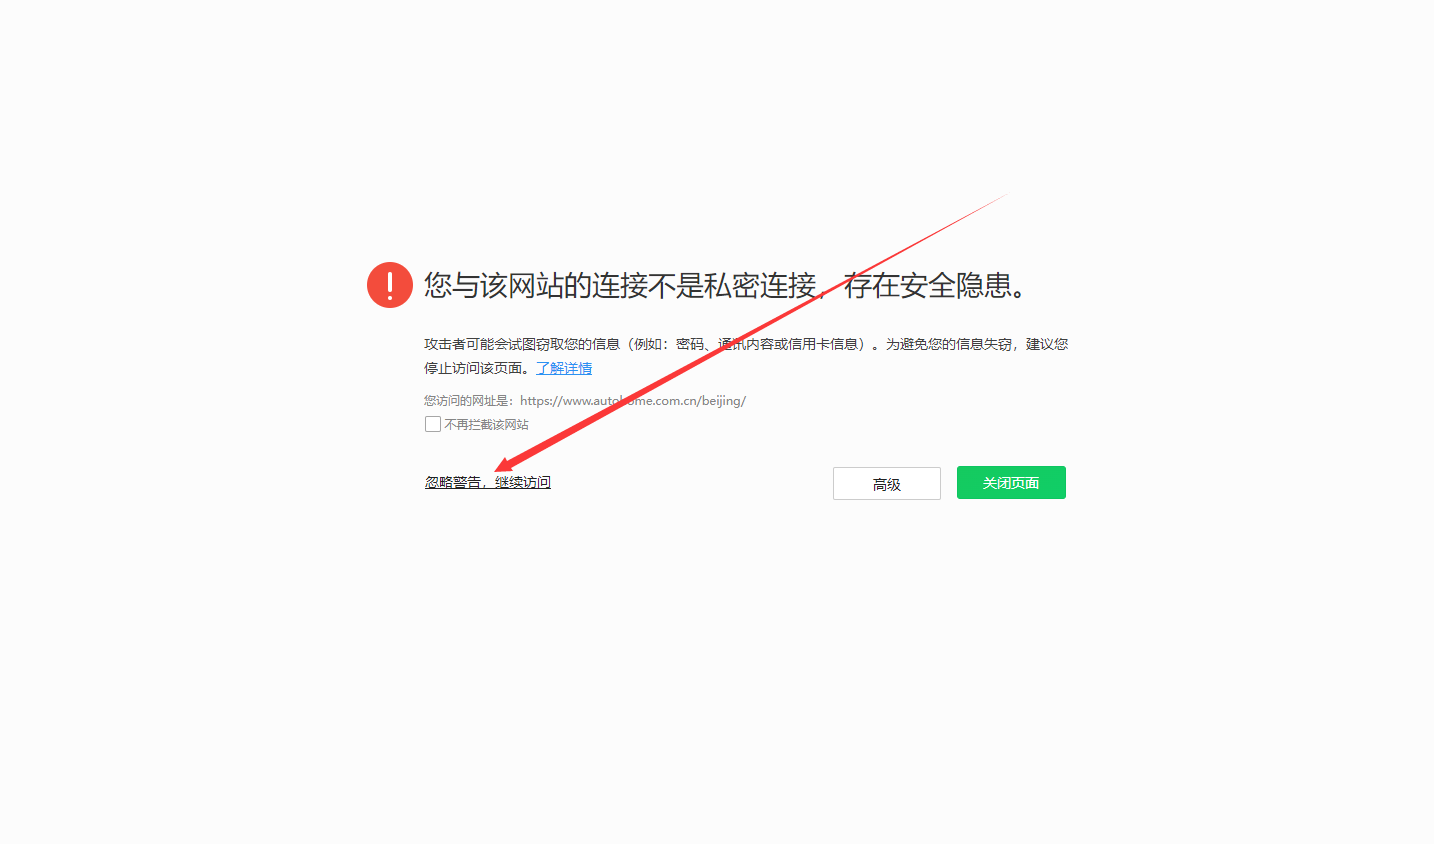 您与该网站的连接不是私密连接，存在安全隐患。
攻击者可能会试图窃取您的信息（例如：密码、通讯内容或信用卡信息）。为避免您的信息失窃，建议您
停止访问该页面。了解详情
您访问的网址是：https://www.autohome.com.cn/beijing/
不再拦截该网站
忽略警告，继续访问
高级
关闭页面